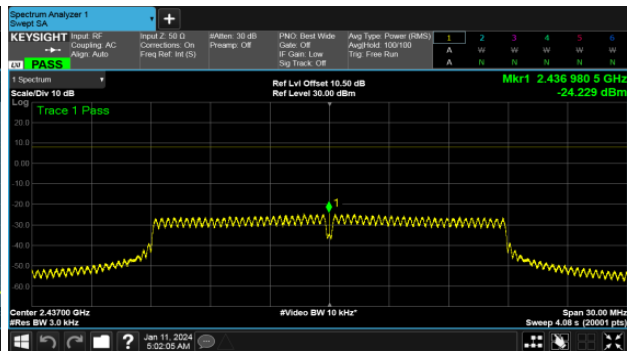 Spectrum Analyzer 1
Swept SA
KEYSIGHT
Input: RF
Coupling: AC
Align: Auto
Input Z: 50 Ω
Corrections: On
Freq Ref: Int (S)
#Atten: 30 dB
Preamp: Off
PNO: Best Wide
Gate: Off
IF Gain: Low
Sig Track: Off
Avg Type: Power (RMS)
Avg|Hold: 100/100
Trig: Free Run
1 2 3 4 5 6
A W W W W W
A N N N N N
LXI PASS
1 Spectrum
Scale/Div 10 dB
Ref Lvl Offset 10.50 dB
Ref Level 30.00 dBm
Mkr1 2.436 980 5 GHz
-24.229 dBm
Log
Trace 1 Pass
20.0
10.0
0.00
-10.0
-20.0
1
-30.0
-40.0
-50.0
-60.0
Center 2.43700 GHz
#Res BW 3.0 kHz
#Video BW 10 kHz*
Span 30.00 MHz
Sweep 4.08 s (20001 pts)
?
Jan 11, 2024
5:02:05 AM